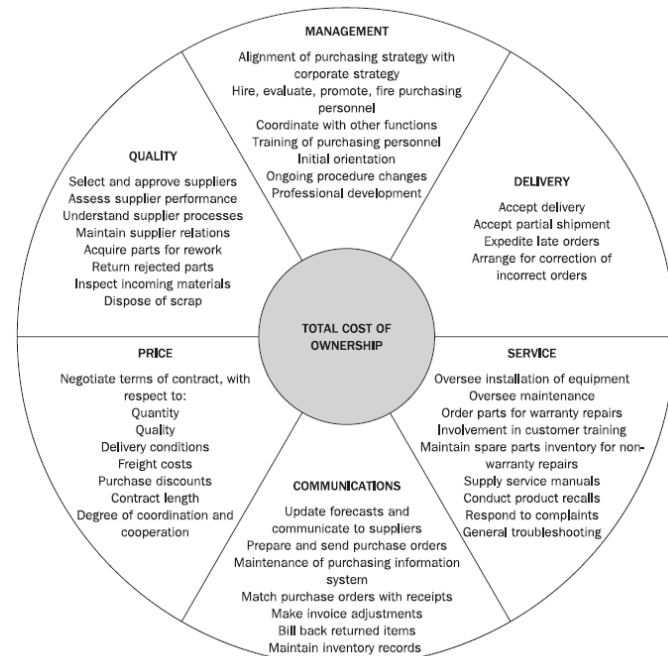 MANAGEMENT
Alignment of purchasing strategy with
corporate strategy
Hire, evaluate, promote, fire purchasing
personnel
Coordinate with other functions
Training of purchasing personnel
Initial orientation
Ongoing procedure changes
Professional development
QUALITY
Select and approve suppliers
Assess supplier performance
Understand supplier processes
Maintain supplier relations
Acquire parts for rework
Return rejected parts
Inspect incoming materials
Dispose of scrap
DELIVERY
Accept delivery
Accept partial shipment
Expedite late orders
Arrange for correction of
incorrect orders
TOTAL COST OF
OWNERSHIP
PRICE
Negotiate terms of contract, with
respect to:
Quantity
Quality
Delivery conditions
Freight costs
Purchase discounts
Contract length
Degree of coordination and
cooperation
SERVICE
Oversee installation of equipment
Oversee maintenance
Order parts for warranty repairs
Involvement in customer training
Maintain spare parts inventory for non-
warranty repairs
Supply service manuals
Conduct product recalls
Respond to complaints
General troubleshooting
COMMUNICATIONS
Update forecasts and
communicate to suppliers
Prepare and send purchase orders
Maintenance of purchasing information
system
Match purchase orders with receipts
Make invoice adjustments
Bill back returned items
Maintain inventory records